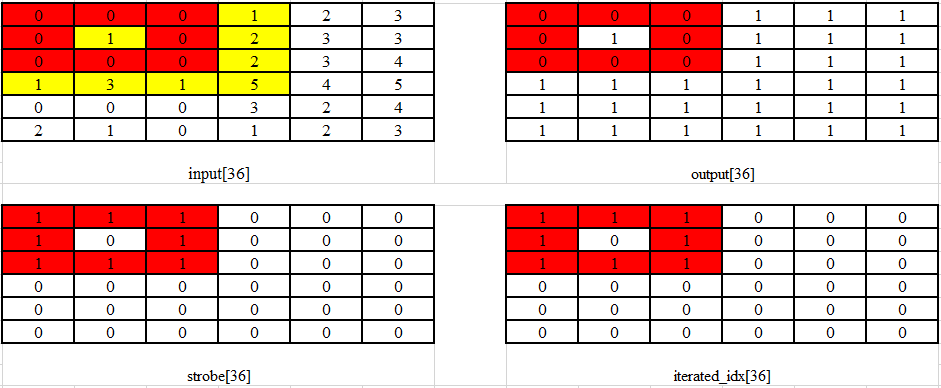 0 0 0 1 2 3
0 1 0 2 3 3
0 0 0 2 3 4
1 3 1 5 4 5
0 0 0 3 2 4
2 1 0 1 2 3
input[36]
0 0 0 1 1 1
0 1 0 1 1 1
0 0 0 1 1 1
1 1 1 1 1 1
1 1 1 1 1 1
1 1 1 1 1 1
output[36]
1 1 1 0 0 0
1 0 1 0 0 0
1 1 1 0 0 0
0 0 0 0 0 0
0 0 0 0 0 0
0 0 0 0 0 0
strobe[36]
1 1 1 0 0 0
1 0 1 0 0 0
1 1 1 0 0 0
0 0 0 0 0 0
0 0 0 0 0 0
0 0 0 0 0 0
iterated_idx[36]